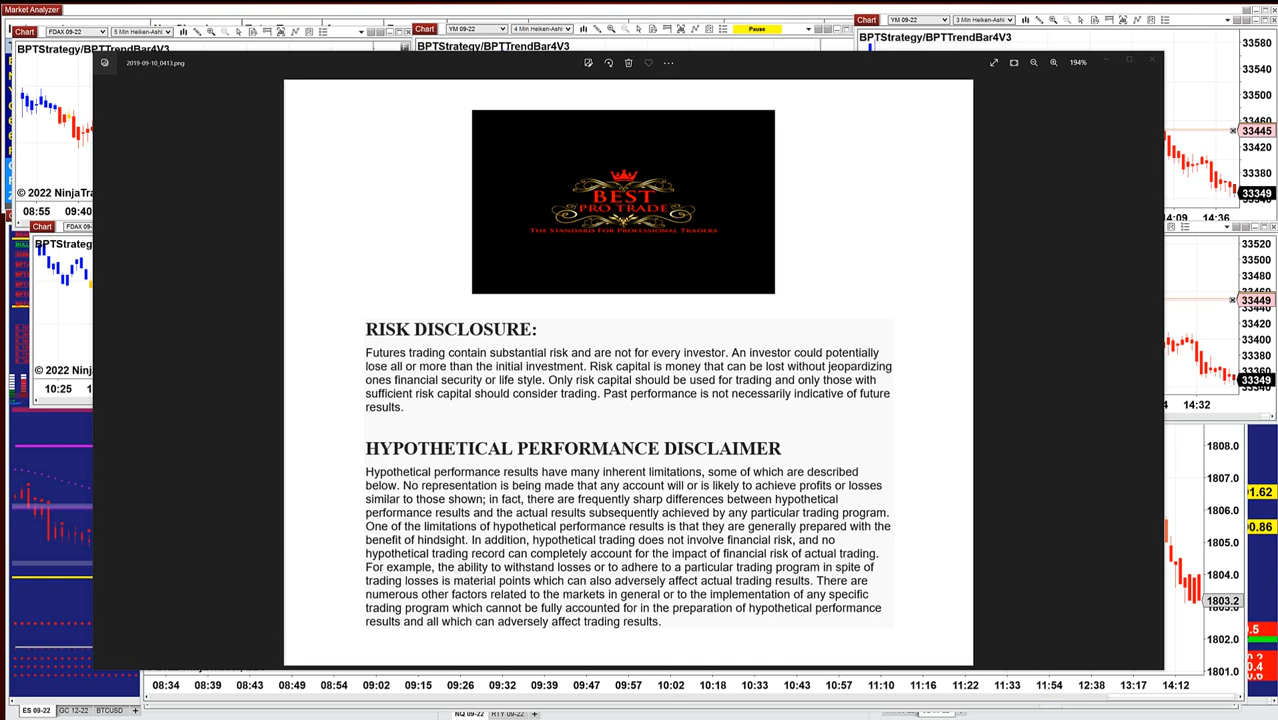 Market Analyzer
Chart
FDAX 09-22
5 Min Heiken-Ashi
Chart
YM 09-22
4 Min Heiken-Ashi
Pause
Chart
YM 09-22
3 Min Heiken-Ashi
BPTStrategy/BPTTrendBar4V3
BPTStrategy/BPTTrendBar4V3
BPTStrategy/BPTTrendBar4V3
2019-09-10_0413.png
194%
BEST
PRO TRADE
THE STANDARD FOR PROFESSIONAL TRADERS
RISK DISCLOSURE:
Futures trading contain substantial risk and are not for every investor. An investor could potentially
lose all or more than the initial investment. Risk capital is money that can be lost without jeopardizing
ones financial security or life style. Only risk capital should be used for trading and only those with
sufficient risk capital should consider trading. Past performance is not necessarily indicative of future
results.
HYPOTHETICAL PERFORMANCE DISCLAIMER
Hypothetical performance results have many inherent limitations, some of which are described
below. No representation is being made that any account will or is likely to achieve profits or losses
similar to those shown; in fact, there are frequently sharp differences between hypothetical
performance results and the actual results subsequently achieved by any particular trading program.
One of the limitations of hypothetical performance results is that they are generally prepared with the
benefit of hindsight. In addition, hypothetical trading does not involve financial risk, and no
hypothetical trading record can completely account for the impact of financial risk of actual trading.
For example, the ability to withstand losses or to adhere to a particular trading program in spite of
trading losses is material points which can also adversely affect actual trading results. There are
numerous other factors related to the markets in general or to the implementation of any specific
trading program which cannot be fully accounted for in the preparation of hypothetical performance
results and all which can adversely affect trading results.
© 2022 NinjaTra
08:55 09:40
Chart
FDAX 09-
BPTStrateg
10:25
33580
33540
33500
33460
33445
33420
33380
33349
14:09 14:36
33520
33500
33480
33449
33440
33420
33400
33349
14:32
1808.0
1807.0
1806.0
1805.0
1804.0
1803.2
1802.0
1801.0
91.62
90.86
08:34 08:39 08:43 08:49 08:54 09:02 09:15 09:26 09:32 09:46 09:57 10:02 10:18 10:33 10:43 10:57 11:10 11:22 12:38 13:17 14:12
ES 09-22 GC 12-22 BTCUSD +
NQ 09-22 RTY 09-22 +